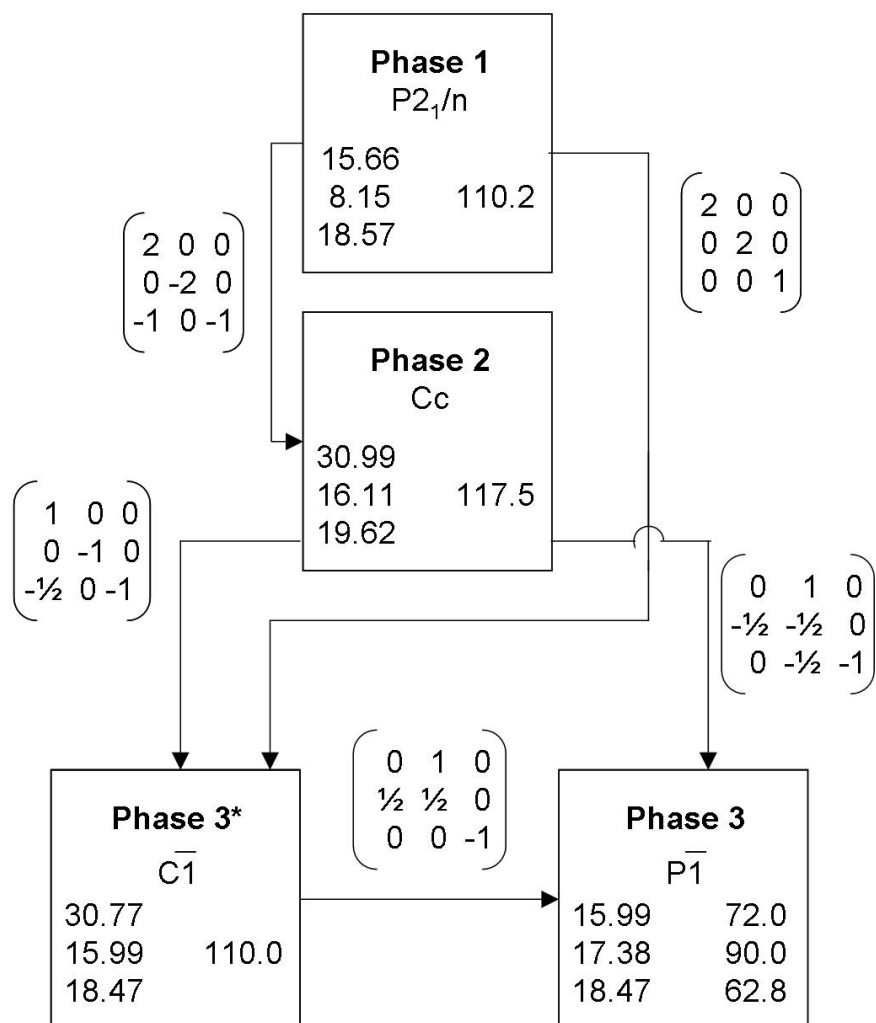 Phase 1
P2₁/n
15.66
8.15 110.2
18.57
2 0 0
0 -2 0
-1 0 -1
2 0 0
0 2 0
0 0 1
Phase 2
Cc
30.99
16.11 117.5
19.62
1 0 0
0 -1 0
-½ 0 -1
0 1 0
-½ -½ 0
0 -½ -1
0 1 0
½ ½ 0
0 0 -1
Phase 3*
C1̅
30.77
15.99 110.0
18.47
Phase 3
P1̅
15.99 72.0
17.38 90.0
18.47 62.8